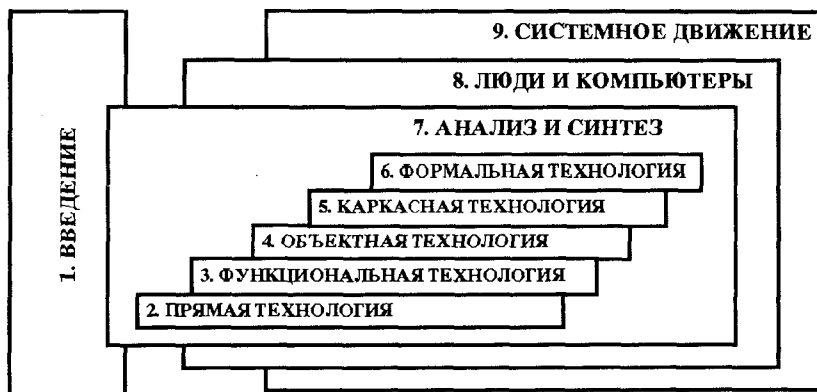 9. СИСТЕМНОЕ ДВИЖЕНИЕ
8. ЛЮДИ И КОМПЬЮТЕРЫ
7. АНАЛИЗ И СИНТЕЗ
6. ФОРМАЛЬНАЯ ТЕХНОЛОГИЯ
5. КАРКАСНАЯ ТЕХНОЛОГИЯ
4. ОБЪЕКТНАЯ ТЕХНОЛОГИЯ
3. ФУНКЦИОНАЛЬНАЯ ТЕХНОЛОГИЯ
2. ПРЯМАЯ ТЕХНОЛОГИЯ
1. ВВЕДЕНИЕ